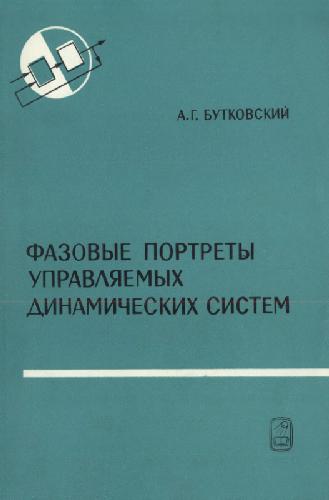 А.Г. БУТКОВСКИЙ
ФАЗОВЫЕ ПОРТРЕТЫ
УПРАВЛЯЕМЫХ
ДИНАМИЧЕСКИХ СИСТЕМ